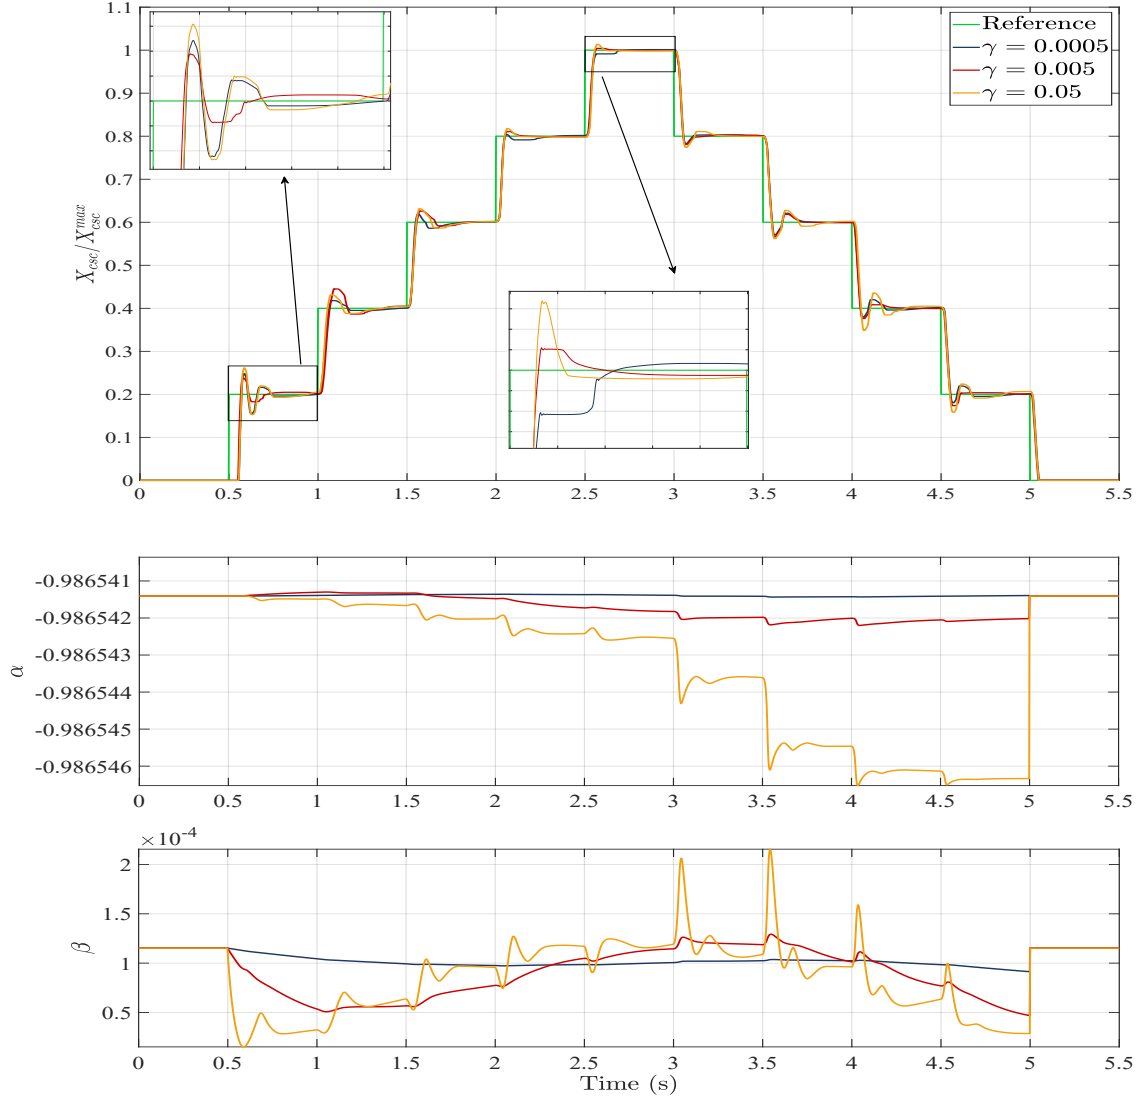 1.1
1
0.9
0.8
0.7
0.6
0.5
0.4
0.3
0.2
0.1
0
X_csc/X_csc^max
Reference
γ = 0.0005
γ = 0.005
γ = 0.05
0 0.5 1 1.5 2 2.5 3 3.5 4 4.5 5 5.5
-0.986541
-0.986542
-0.986543
-0.986544
-0.986545
-0.986546
α
0 0.5 1 1.5 2 2.5 3 3.5 4 4.5 5 5.5
×10^-4
2
1.5
1
0.5
β
0 0.5 1 1.5 2 2.5 3 3.5 4 4.5 5 5.5
Time (s)